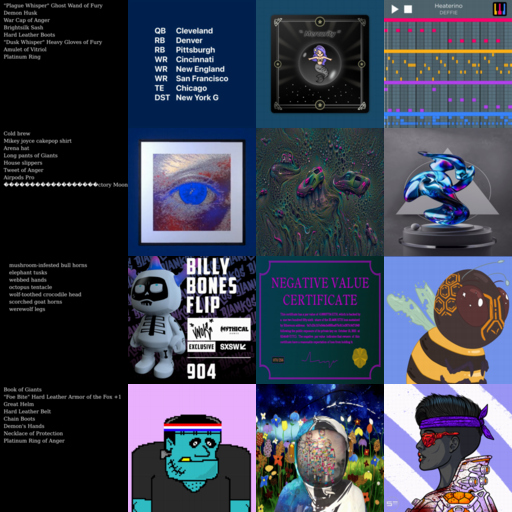 "Plague Whisper" Ghost Wand of Fury
Demon Husk
War Cap of Anger
Brightsilk Sash
Hard Leather Boots
"Dusk Whisper" Heavy Gloves of Fury
Amulet of Vitriol
Platinum Ring
QB Cleveland
RB Denver
RB Pittsburgh
WR Cincinnati
WR New England
WR San Francisco
TE Chicago
DST New York G
Heaterino
DEFFIE
Cold brew
Mikey joyce cakepop shirt
Arena hat
Long pants of Giants
House slippers
Tweet of Anger
Airpods Pro
ctory Moon
mushroom-infested bull horns
elephant tusks
webbed hands
octopus tentacle
wolf-toothed crocodile head
scorched goat horns
werewolf legs
BILLY
BONES
FLIP
MYTHICAL
EXCLUSIVE
SXSW
904
NEGATIVE VALUE
CERTIFICATE
Book of Giants
"Foe Bite" Hard Leather Armor of the Fox +1
Great Helm
Hard Leather Belt
Chain Boots
Demon's Hands
Necklace of Protection
Platinum Ring of Anger